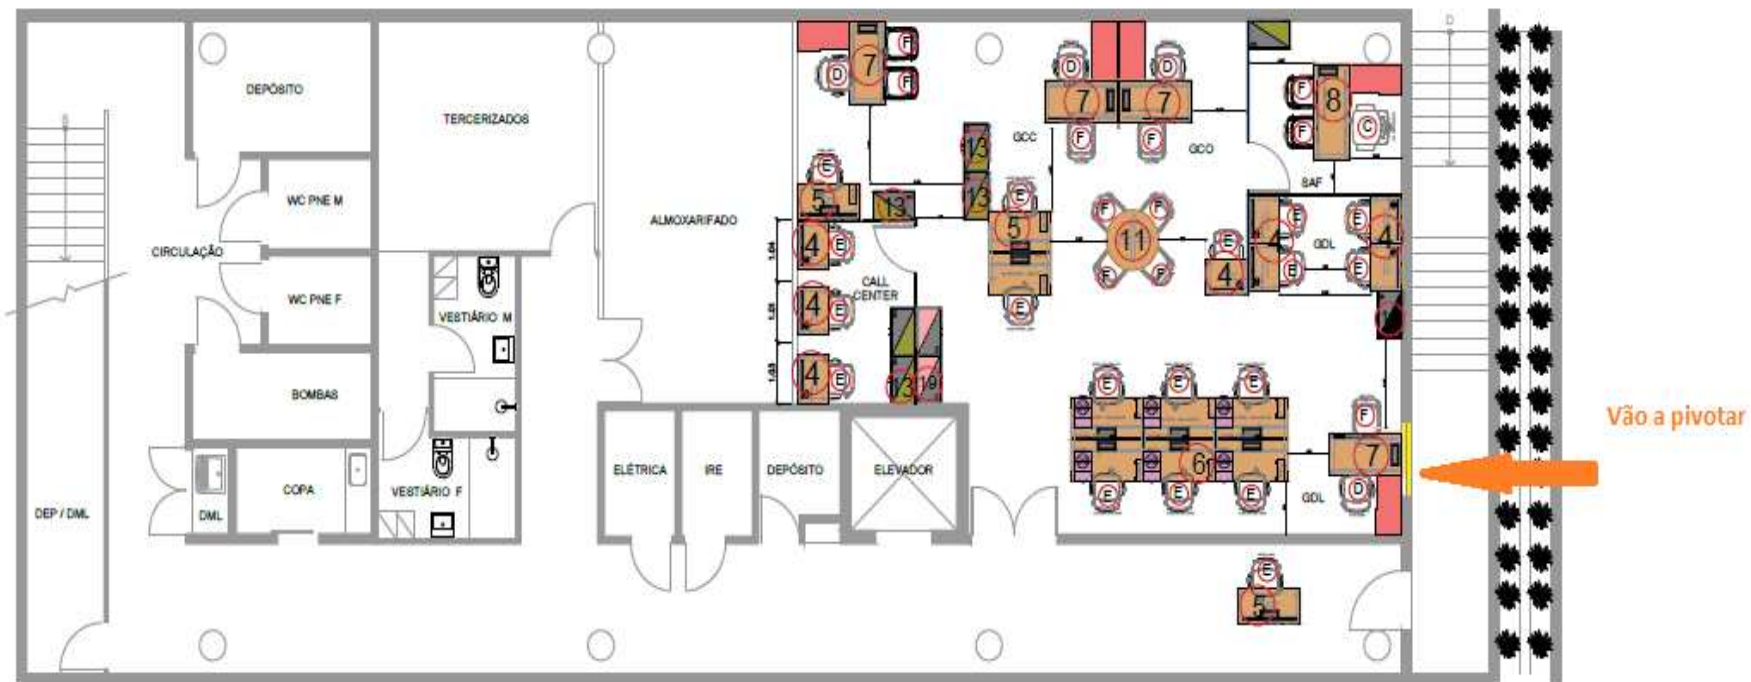 D
F
D
7
F
D
D
7
7
F
F
F
8
C
F
DEPÓSITO
TERCERIZADOS
GCC
GCO
SAF
13
13
13
E
5
E
5
E
WC PNE M
ALMOXARIFADO
CIRCULAÇÃO
4
E
F
F
11
F
F
E
4
E
E
4
4
GDL
E
E
CALL
CENTER
WC PNE F
4
E
VESTIÁRIO M
4
E
13
19
BOMBAS
E
E
E
F
6
7
D
E
E
E
GDL
COPA
DML
DEP / DML
VESTIÁRIO F
ELÉTRICA
IRE
DEPÓSITO
ELEVADOR
E
5
Vão a pivotar